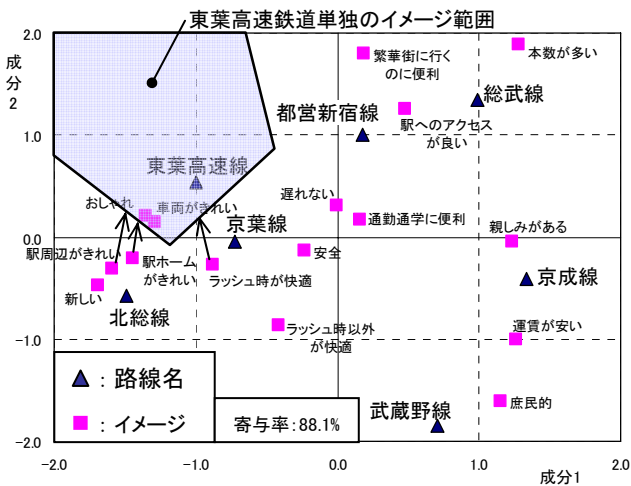 東葉高速鉄道単独のイメージ範囲
成
分
2
2.0
1.0
0.0
-1.0
-2.0
繁華街に行く
のに便利
本数が多い
総武線
都営新宿線
駅へのアクセス
が良い
東葉高速線
おしゃれ
車両がきれい
遅れない
通勤通学に便利
京葉線
親しみがある
駅周辺がきれい
駅ホーム
がきれい
ラッシュ時が快適
安全
新しい
北総線
京成線
ラッシュ時以外
が快適
運賃が安い
▲ : 路線名
■ : イメージ
寄与率:88.1%
武蔵野線
庶民的
-2.0
-1.0
0.0
1.0
2.0
成分1